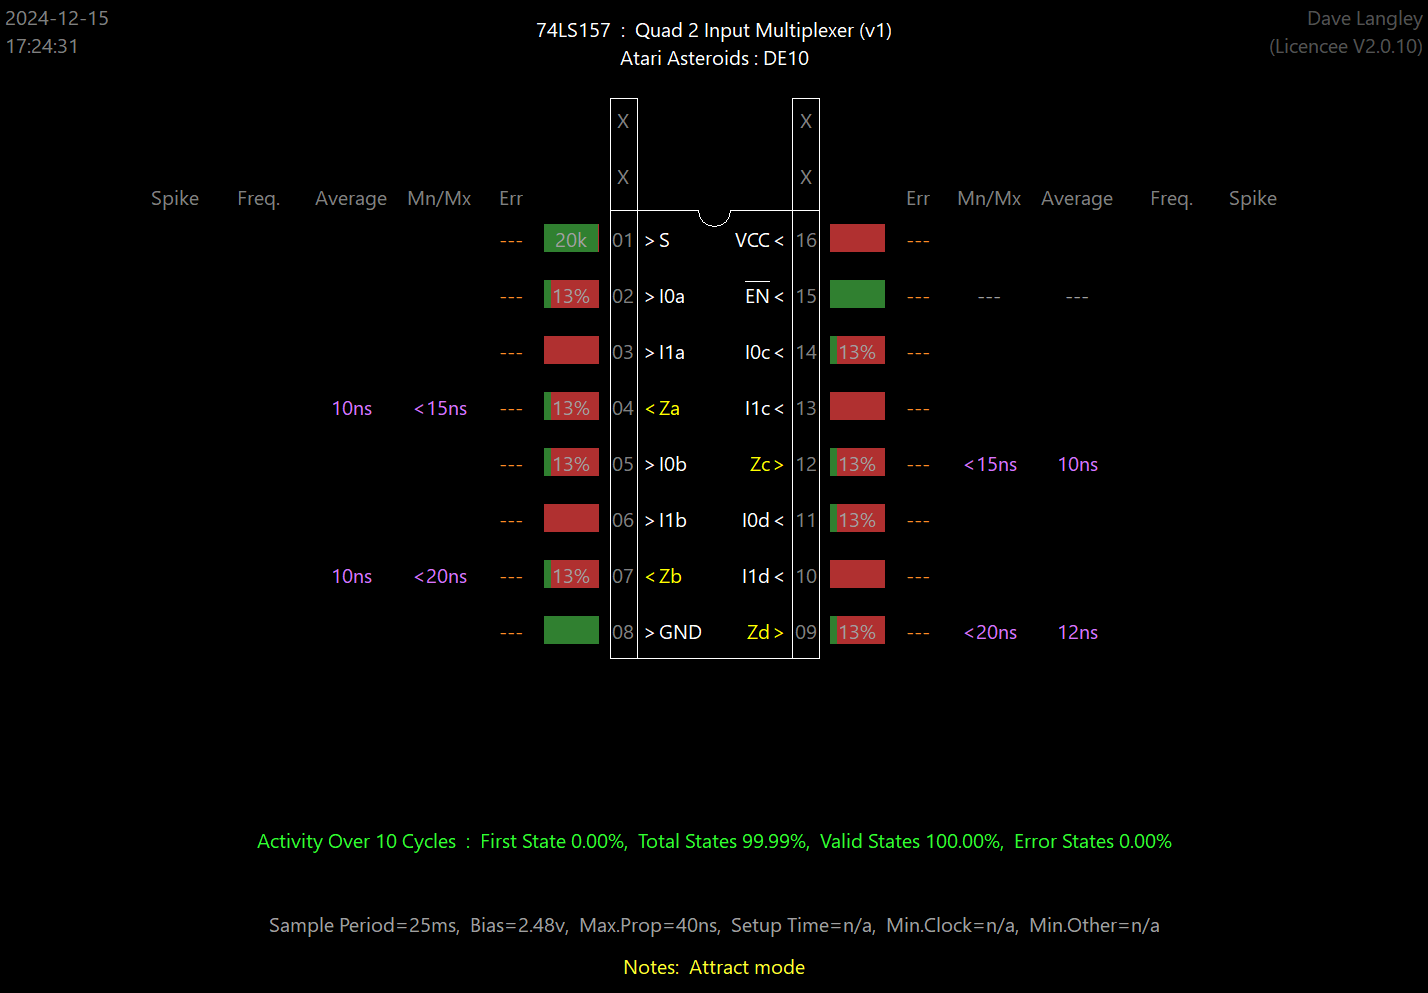 2024-12-15
17:24:31
74LS157 : Quad 2 Input Multiplexer (v1)
Atari Asteroids : DE10
Dave Langley
(Licencee V2.0.10)
X X
X X
Spike Freq. Average Mn/Mx Err Err Mn/Mx Average Freq. Spike
--- 20k 01 > S VCC < 16 ---
--- 13% 02 > I0a EN < 15 --- --- ---
--- 03 > I1a I0c < 14 13% ---
10ns <15ns --- 13% 04 < Za I1c < 13 ---
--- 13% 05 > I0b Zc > 12 13% --- <15ns 10ns
--- 06 > I1b I0d < 11 13% ---
10ns <20ns --- 13% 07 < Zb I1d < 10 ---
--- 08 > GND Zd > 09 13% --- <20ns 12ns
Activity Over 10 Cycles : First State 0.00%, Total States 99.99%, Valid States 100.00%, Error States 0.00%
Sample Period=25ms, Bias=2.48v, Max.Prop=40ns, Setup Time=n/a, Min.Clock=n/a, Min.Other=n/a
Notes: Attract mode